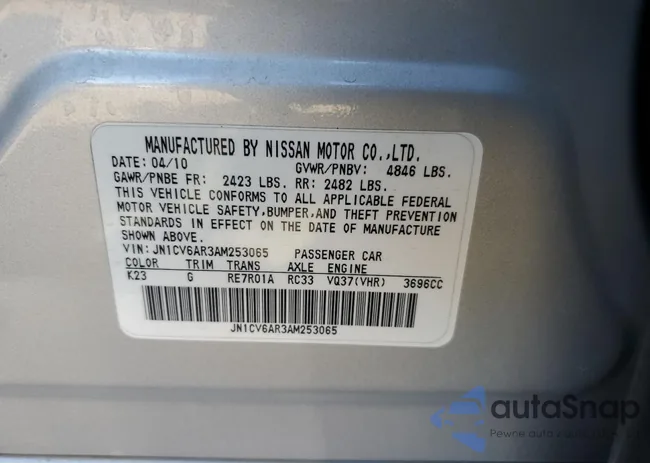 MANUFACTURED BY NISSAN MOTOR CO.,LTD.
DATE: 04/10 GVWR/PNBV: 4846 LBS.
GAWR/PNBE FR: 2423 LBS. RR: 2482 LBS.
THIS VEHICLE CONFORMS TO ALL APPLICABLE FEDERAL
MOTOR VEHICLE SAFETY,BUMPER,AND THEFT PREVENTION
STANDARDS IN EFFECT ON THE DATE OF MANUFACTURE
SHOWN ABOVE.
VIN: JN1CV6AR3AM253065 PASSENGER CAR
COLOR TRIM TRANS AXLE ENGINE
K23 G RE7R01A RC33 VQ37(VHR) 3696CC
JN1CV6AR3AM253065
autoSnap
Pewne auto z